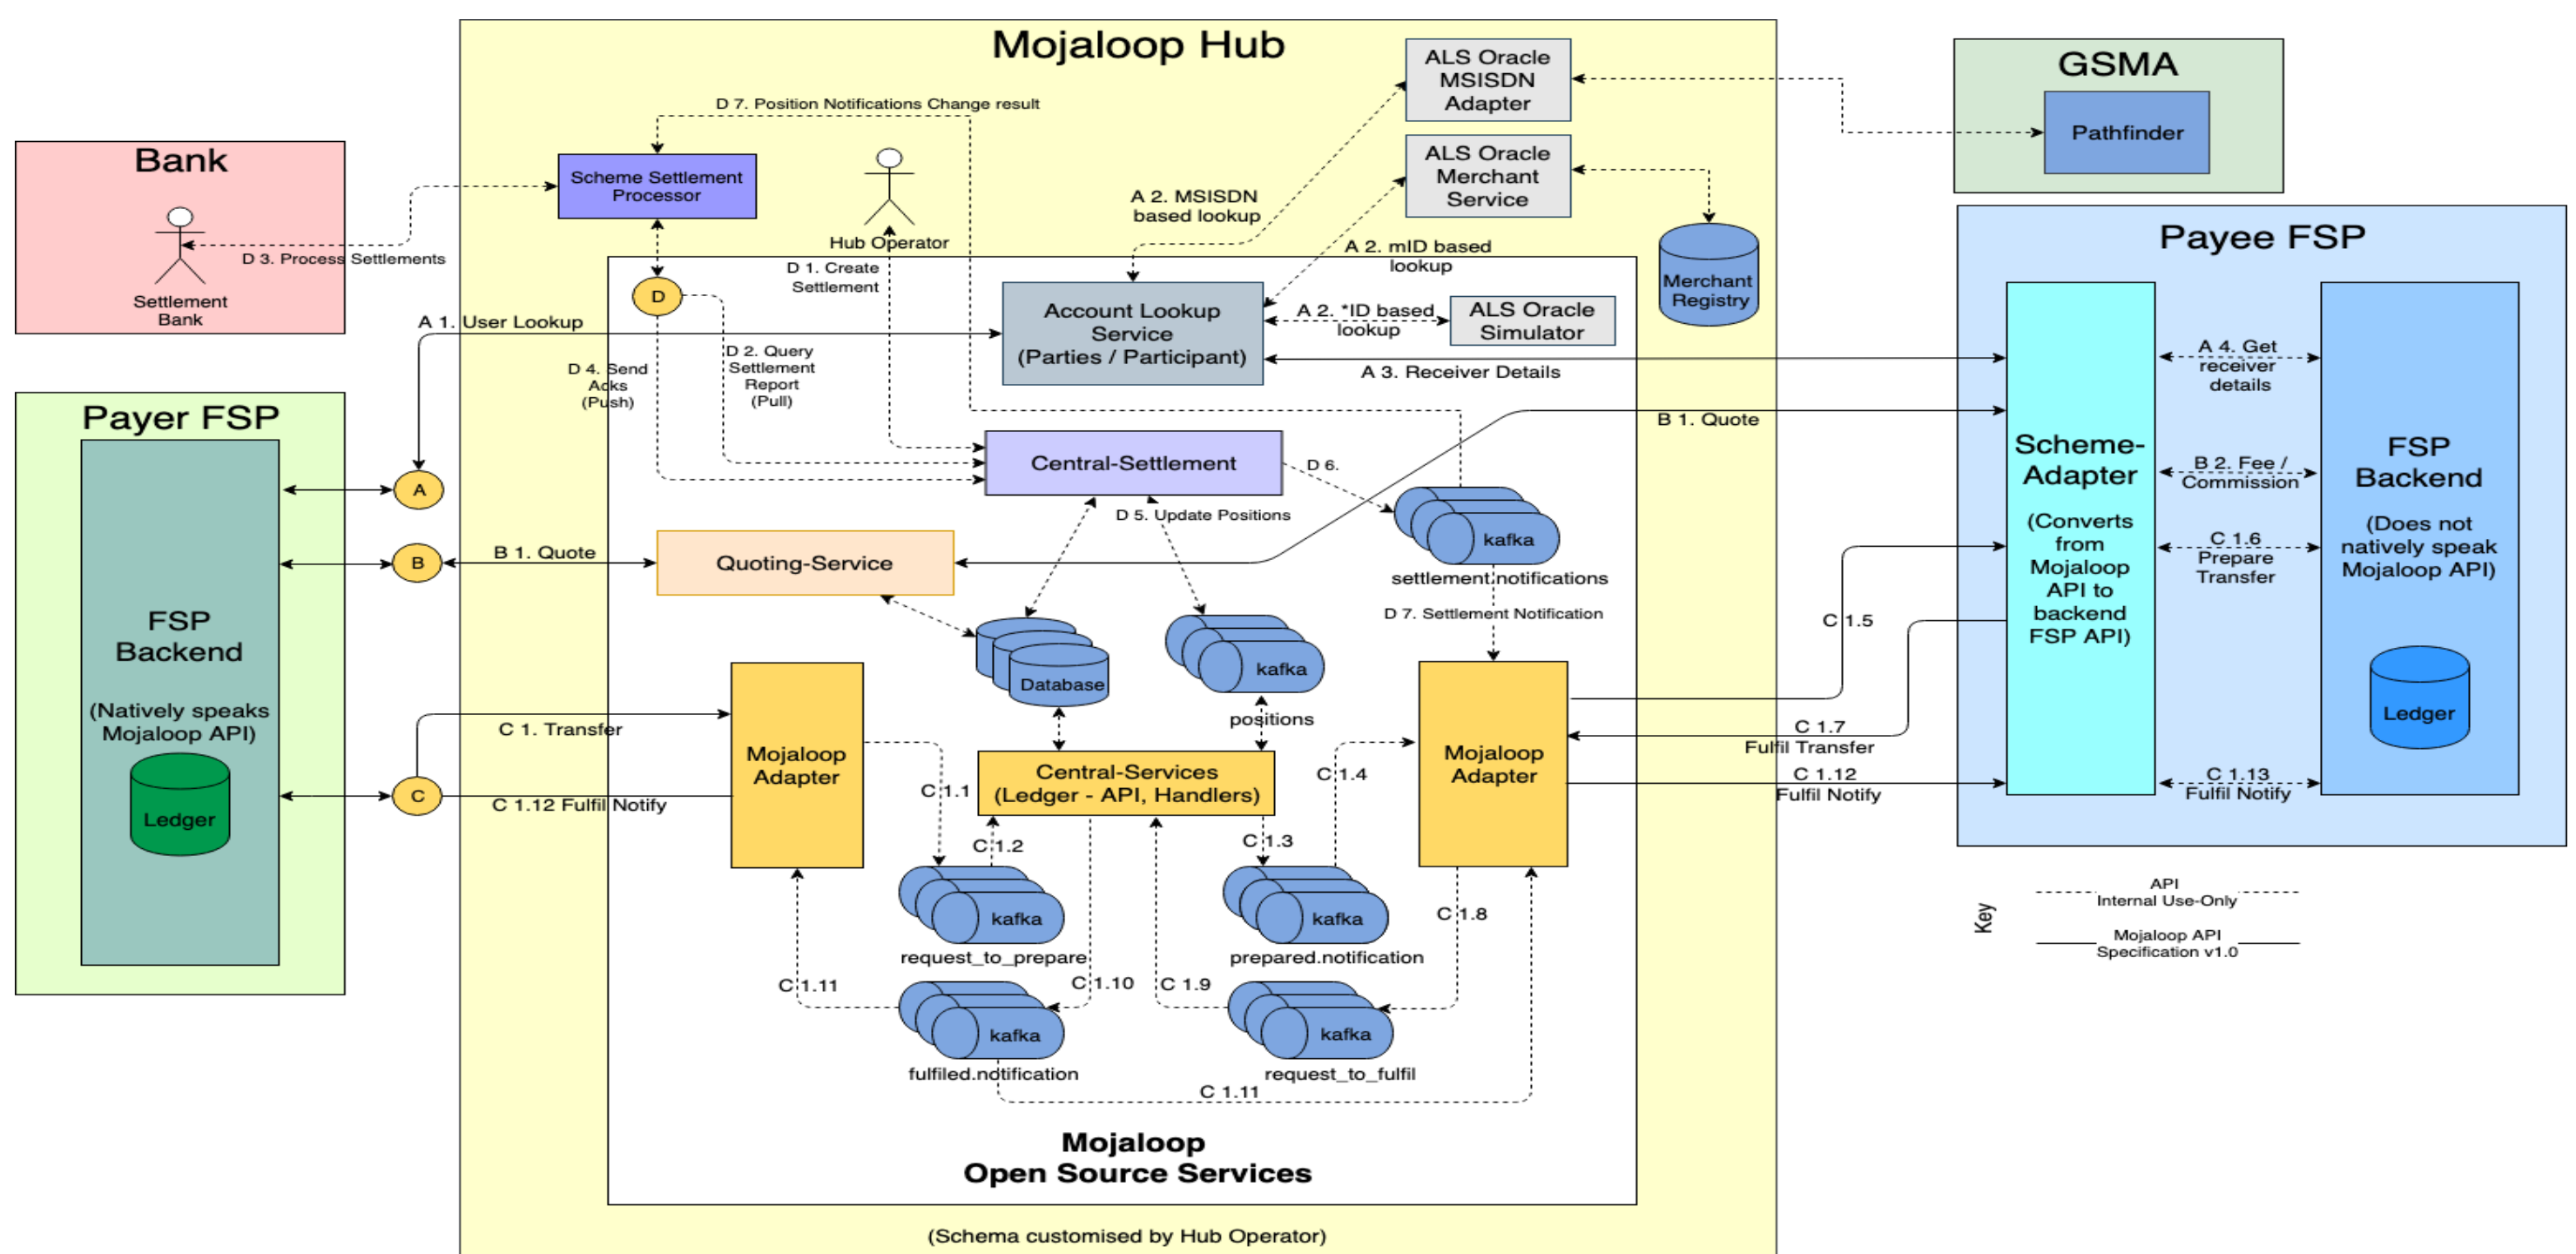 Mojaloop Hub
ALS Oracle
MSISDN
Adapter
GSMA
Pathfinder
D 7. Position Notifications Change result
Bank
Settlement
Bank
D 3. Process Settlements
Scheme Settlement
Processor
Hub Operator
ALS Oracle
Merchant
Service
A 2. MSISDN
based lookup
A 2. mID based
lookup
Merchant
Registry
D 1. Create
Settlement
D
A 1. User Lookup
Account Lookup
Service
(Parties / Participant)
A 2. *ID based
lookup
ALS Oracle
Simulator
A 3. Receiver Details
D 2. Query
Settlement
Report
(Pull)
D 4. Send
Acks
(Push)
Payee FSP
Scheme-
Adapter
(Converts
from
Mojaloop
API to
backend
FSP API)
A 4. Get
receiver
details
B 2. Fee /
Commission
C 1.6
Prepare
Transfer
C 1.13
Fulfil Notify
FSP
Backend
(Does not
natively speak
Mojaloop API)
Ledger
Payer FSP
FSP
Backend
(Natively speaks
Mojaloop API)
Ledger
A
B
C
B 1. Quote
Quoting-Service
Central-Settlement
D 6.
D 5. Update Positions
B 1. Quote
kafka
settlement.notifications
D 7. Settlement Notification
Database
kafka
positions
C 1. Transfer
C 1.12 Fulfil Notify
Mojaloop
Adapter
C 1.1
Central-Services
(Ledger - API, Handlers)
C 1.2
C 1.3
C 1.4
Mojaloop
Adapter
C 1.5
C 1.7
Fulfil Transfer
C 1.12
Fulfil Notify
kafka
request_to_prepare
kafka
prepared.notification
C 1.8
C 1.11
C 1.10
C 1.9
kafka
fulfiled.notification
kafka
request_to_fulfil
C 1.11
Mojaloop
Open Source Services
(Schema customised by Hub Operator)
Key
API
Internal Use-Only
Mojaloop API
Specification v1.0